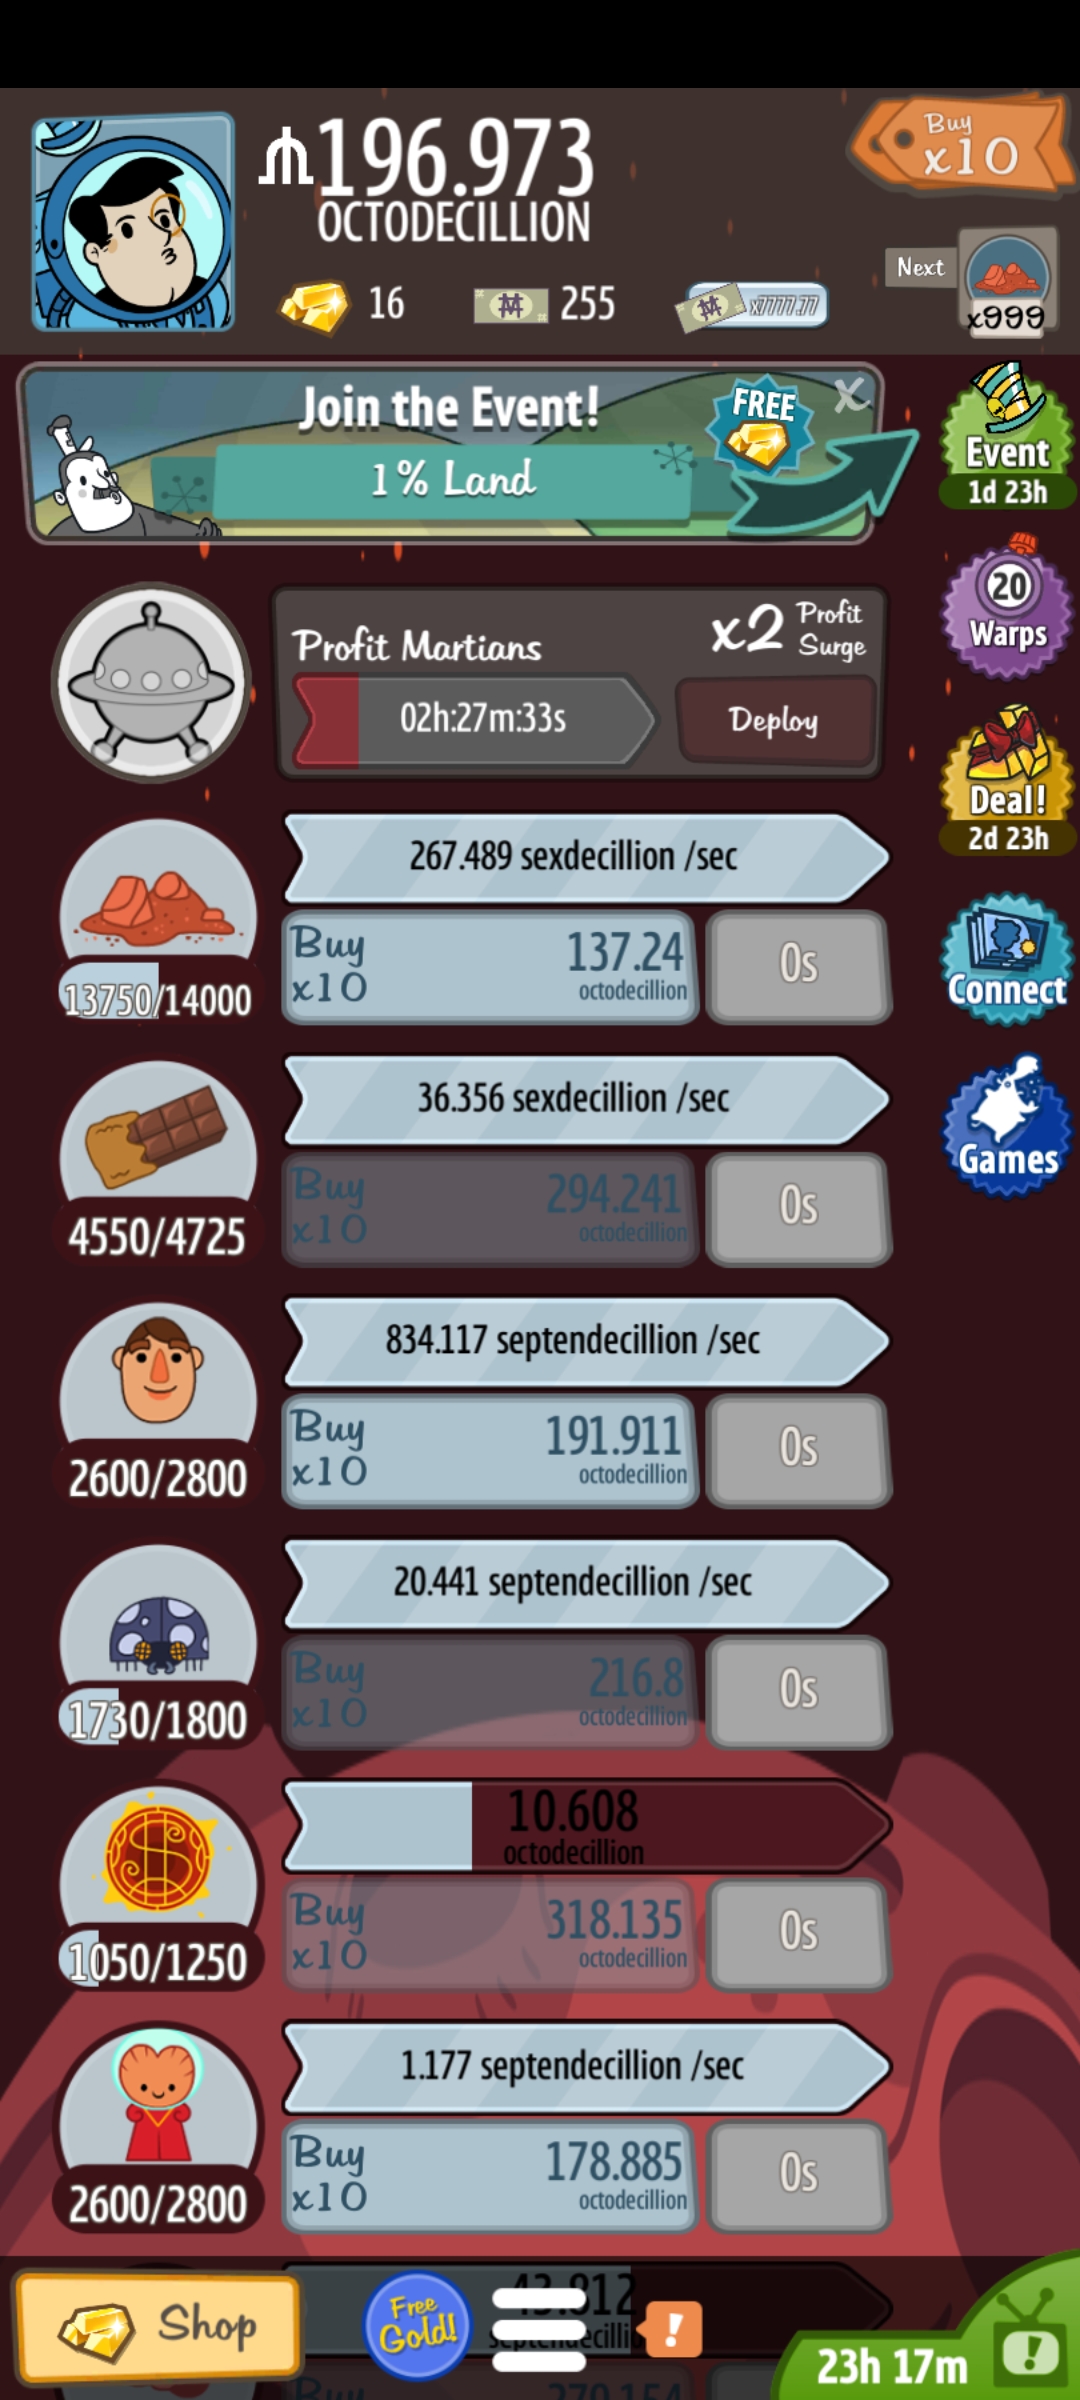 ₼196.973
OCTODECILLION
Buy
x10
16
255
x7777.77
Next
x999
Join the Event!
1% Land
FREE
X
Event
1d 23h
20
Warps
Profit Martians
x2 Profit
Surge
02h:27m:33s
Deploy
Deal!
2d 23h
267.489 sexdecillion /sec
Buy
x10
137.24
octodecillion
0s
13750/14000
Connect
36.356 sexdecillion /sec
Buy
x10
294.241
octodecillion
0s
4550/4725
Games
834.117 septendecillion /sec
Buy
x10
191.911
octodecillion
0s
2600/2800
20.441 septendecillion /sec
Buy
x10
216.8
octodecillion
0s
1730/1800
10.608
octodecillion
Buy
x10
318.135
octodecillion
0s
1050/1250
1.177 septendecillion /sec
Buy
x10
178.885
octodecillion
0s
2600/2800
Shop
Free
Gold!
!
23h 17m
!